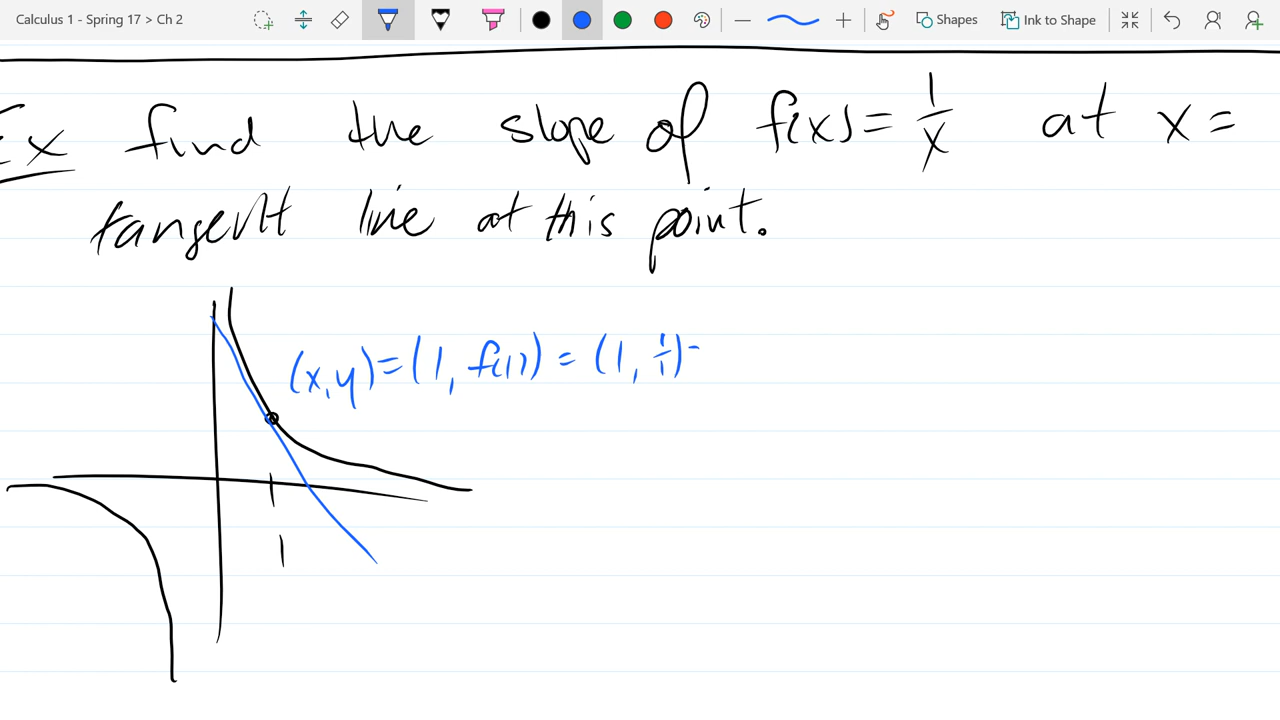 Calculus 1 - Spring 17 > Ch 2
Shapes
Ink to Shape
Ex find the slope of f(x) = 1/x at x =
tangent line at this point.
(x, y) = (1, f(1)) = (1, 1/1) -
1